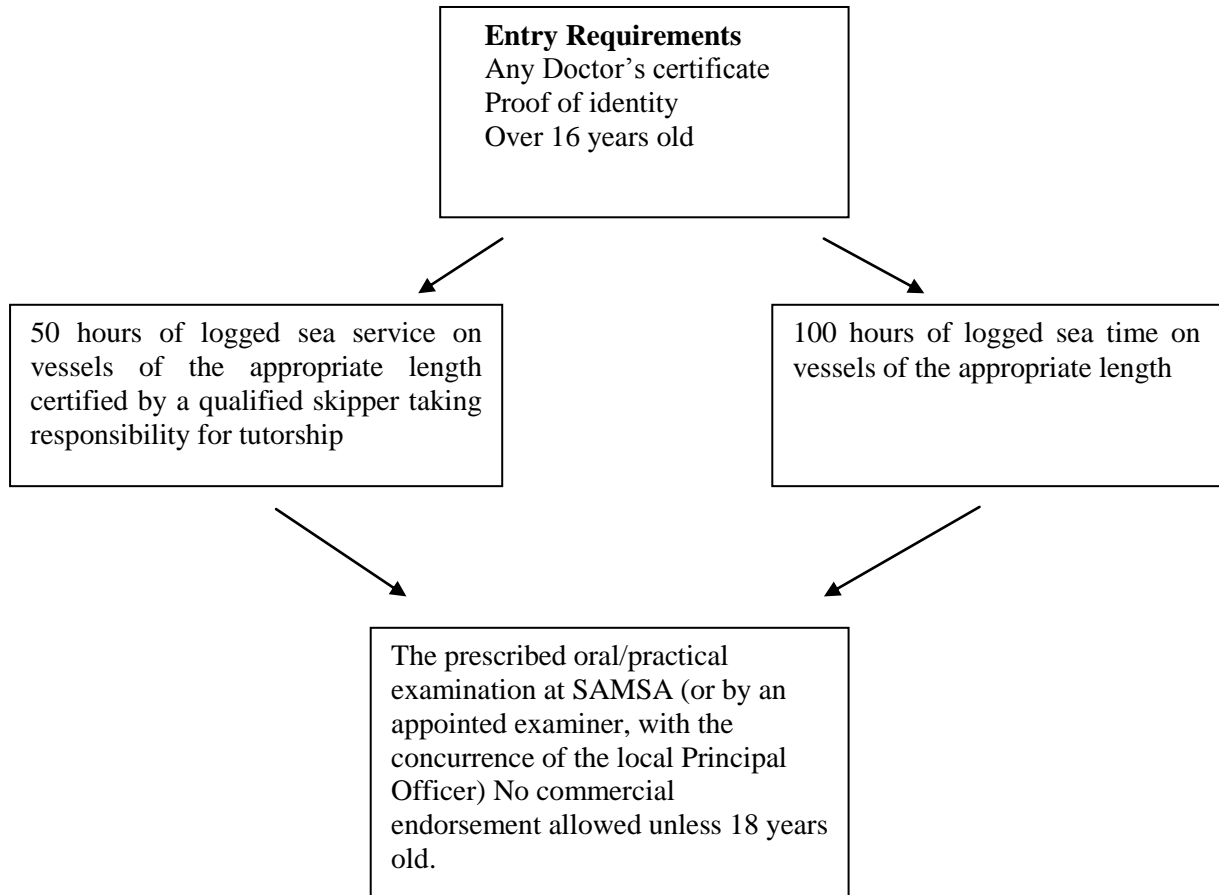 Entry Requirements
Any Doctor’s certificate
Proof of identity
Over 16 years old
50 hours of logged sea service on
vessels of the appropriate length
certified by a qualified skipper taking
responsibility for tutorship
100 hours of logged sea time on
vessels of the appropriate length
The prescribed oral/practical
examination at SAMSA (or by an
appointed examiner, with the
concurrence of the local Principal
Officer) No commercial
endorsement allowed unless 18 years
old.